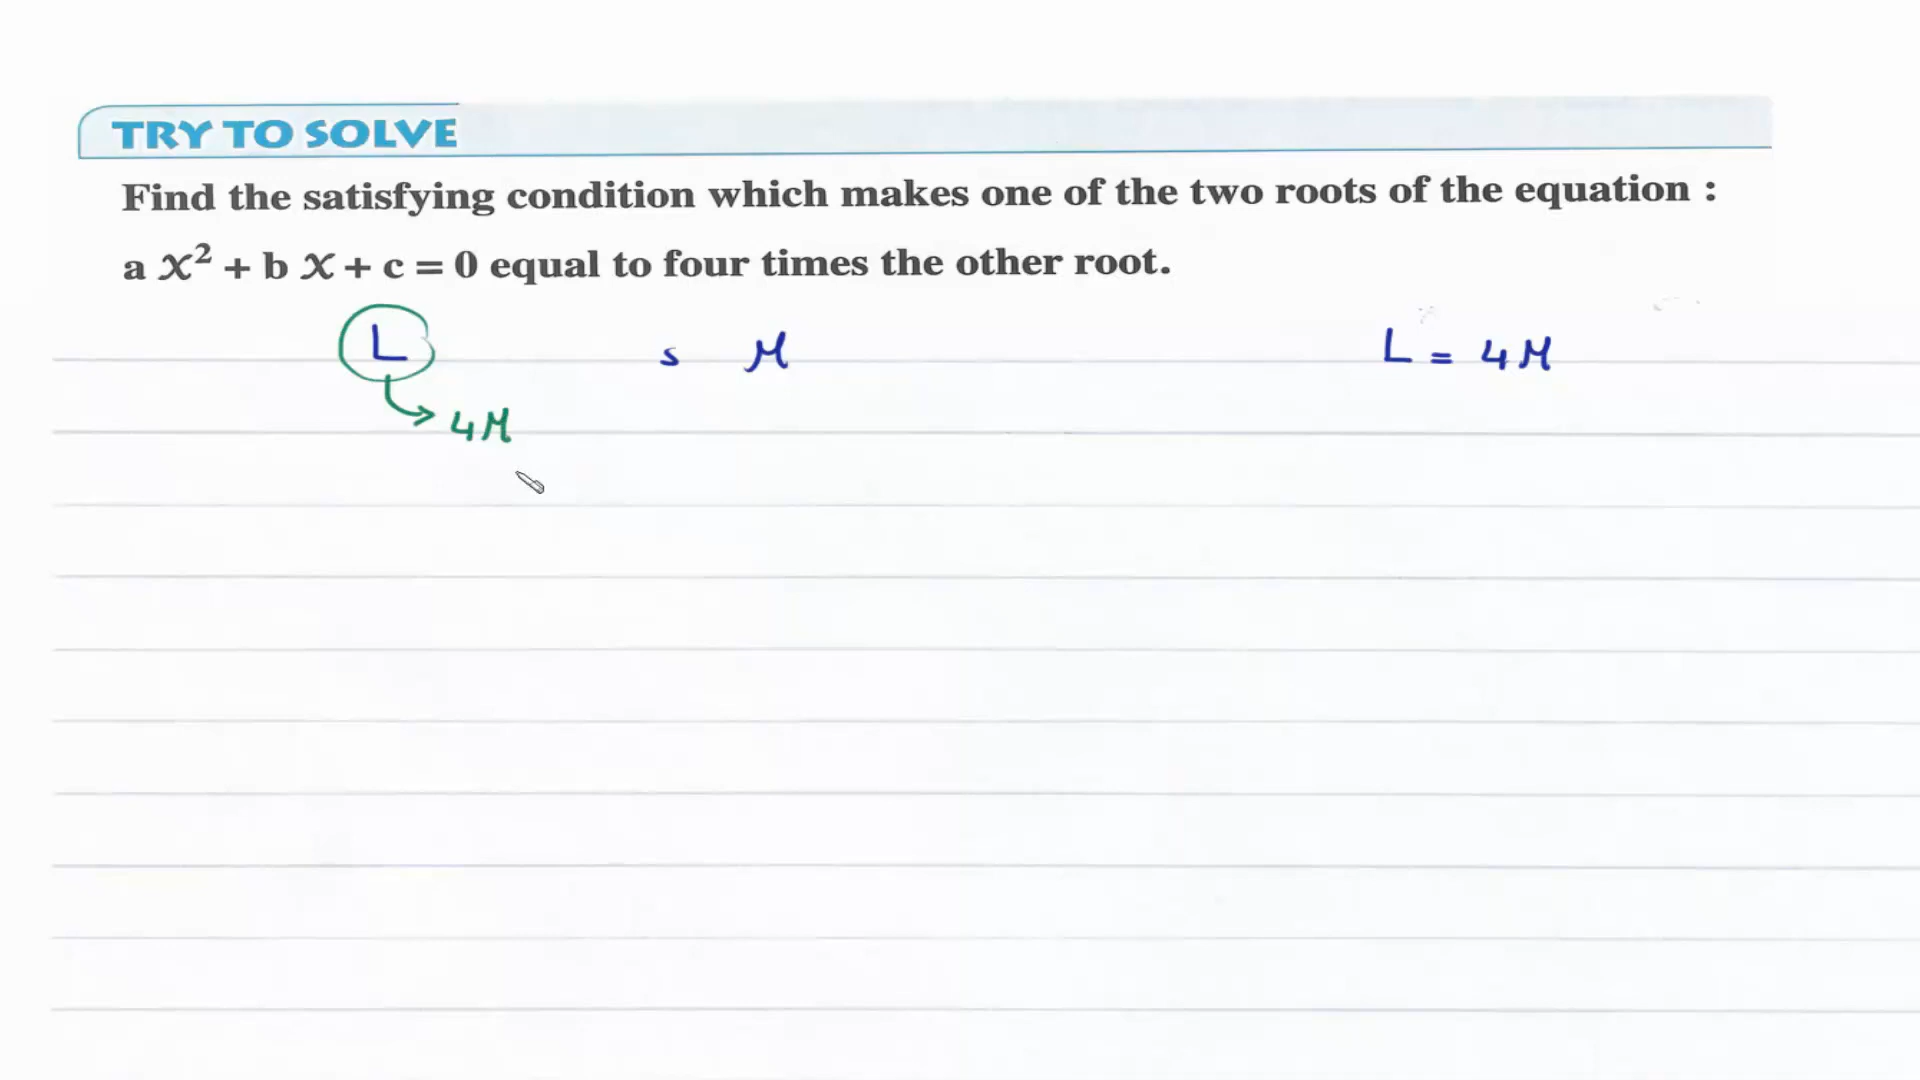 TRY TO SOLVE
Find the satisfying condition which makes one of the two roots of the equation :
a x² + b x + c = 0 equal to four times the other root.
L , M L = 4M
4M